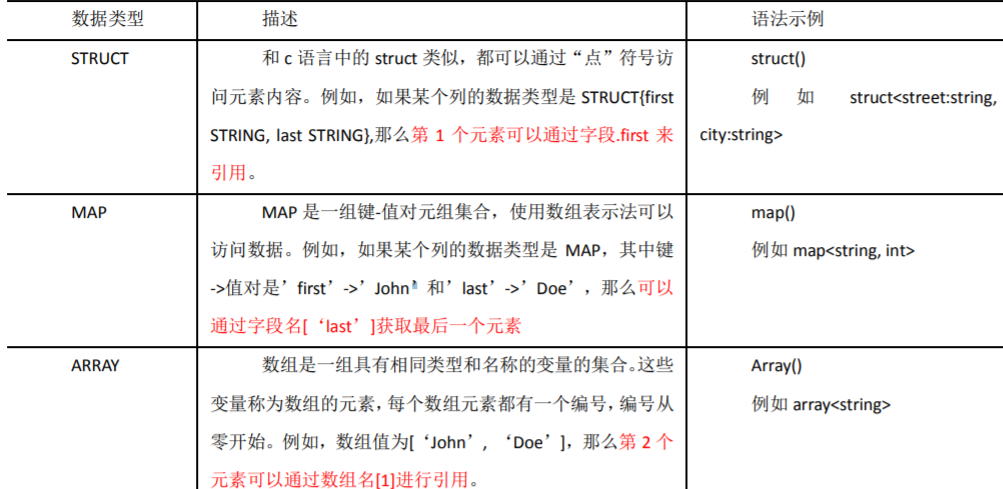 数据类型 描述 语法示例
STRUCT 和 c 语言中的 struct 类似，都可以通过“点”符号访 struct()
问元素内容。例如，如果某个列的数据类型是 STRUCT{first 例 如 struct<street:string,
STRING, last STRING},那么第 1 个元素可以通过字段.first 来 city:string>
引用。
MAP MAP 是一组键-值对元组集合，使用数组表示法可以 map()
访问数据。例如，如果某个列的数据类型是 MAP，其中键 例如 map<string, int>
->值对是’first’->’John’和’last’->’Doe’，那么可以
通过字段名[‘last’]获取最后一个元素
ARRAY 数组是一组具有相同类型和名称的变量的集合。这些 Array()
变量称为数组的元素，每个数组元素都有一个编号，编号从 例如 array<string>
零开始。例如，数组值为[‘John’, ‘Doe’]，那么第 2 个
元素可以通过数组名[1]进行引用。